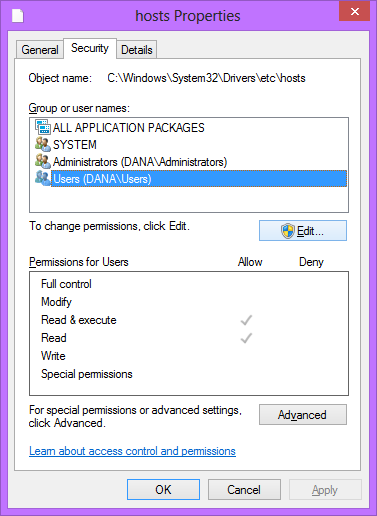 hosts Properties
General Security Details
Object name: C:\Windows\System32\Drivers\etc\hosts
Group or user names:
ALL APPLICATION PACKAGES
SYSTEM
Administrators (DANA\Administrators)
Users (DANA\Users)
To change permissions, click Edit.
Edit...
Permissions for Users Allow Deny
Full control
Modify
Read & execute
Read
Write
Special permissions
For special permissions or advanced settings,
click Advanced.
Advanced
Learn about access control and permissions
OK Cancel Apply